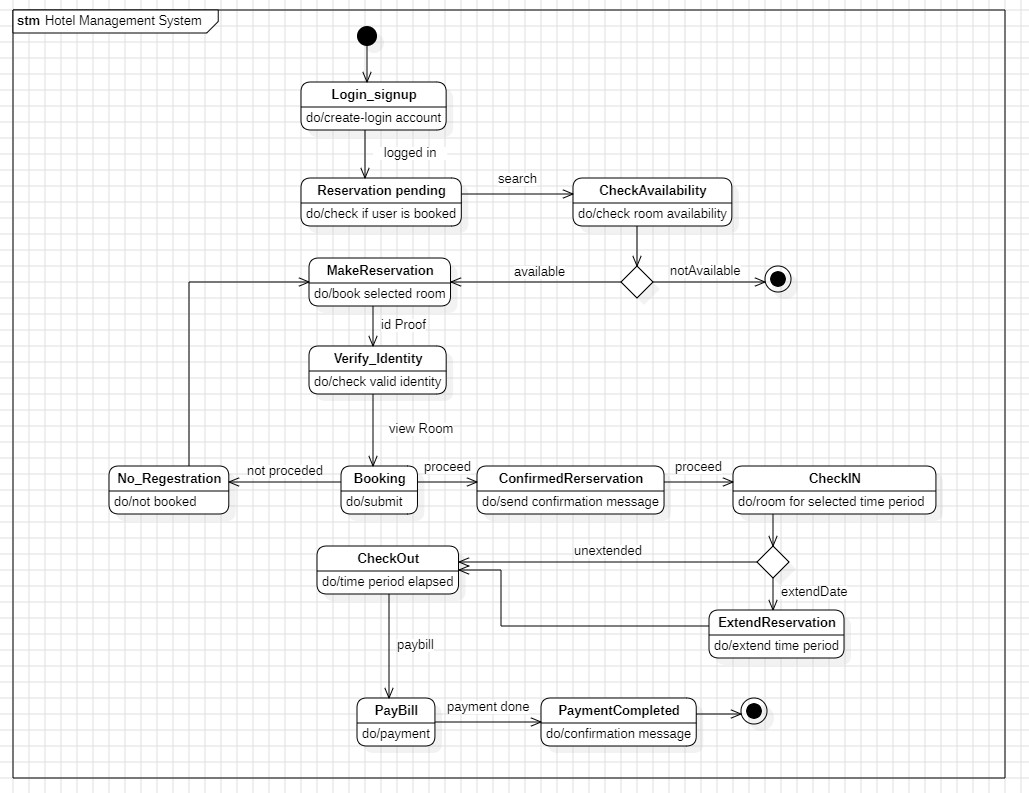 stm Hotel Management System
Login_signup
do/create-login account
logged in
Reservation pending
do/check if user is booked
search
CheckAvailability
do/check room availability
MakeReservation
do/book selected room
available
notAvailable
id Proof
Verify_Identity
do/check valid identity
view Room
No_Regestration
do/not booked
not proceded
Booking
do/submit
proceed
ConfirmedRerservation
do/send confirmation message
proceed
CheckIN
do/room for selected time period
CheckOut
do/time period elapsed
unextended
extendDate
ExtendReservation
do/extend time period
paybill
PayBill
do/payment
payment done
PaymentCompleted
do/confirmation message